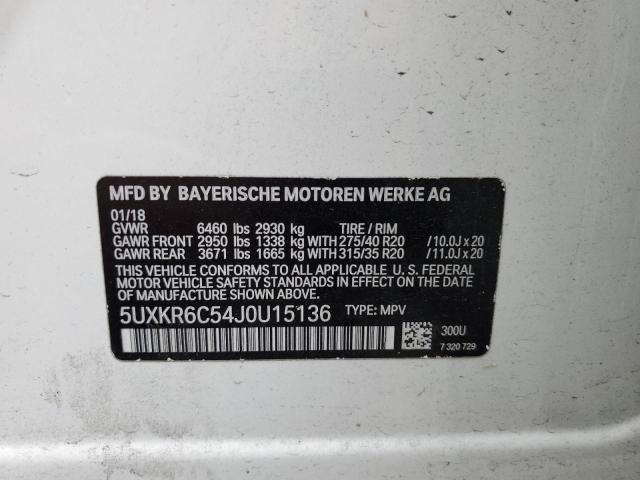 MFD BY BAYERISCHE MOTOREN WERKE AG
01/18
GVWR 6460 lbs 2930 kg TIRE / RIM
GAWR FRONT 2950 lbs 1338 kg WITH 275/40 R20 / 10.0J x 20
GAWR REAR 3671 lbs 1665 kg WITH 315/35 R20 / 11.0J x 20
THIS VEHICLE CONFORMS TO ALL APPLICABLE U. S. FEDERAL
MOTOR VEHICLE SAFETY STANDARDS IN EFFECT ON THE
DATE OF MANUFACTURE SHOWN ABOVE.
5UXKR6C54J0U15136 TYPE: MPV
300U
7 320 729